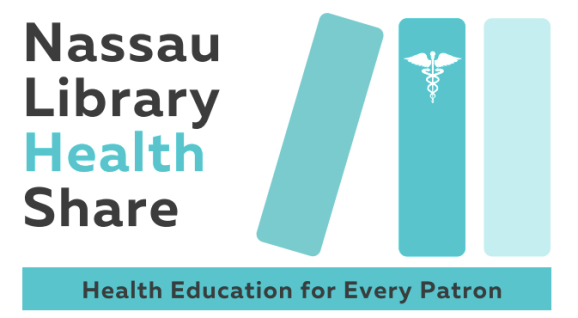 Nassau
Library
Health
Share
Health Education for Every Patron